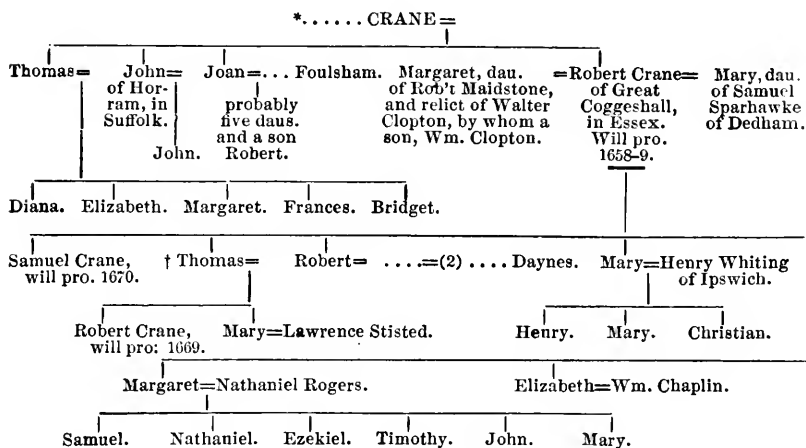 *...... CRANE=
Thomas= John= Joan=... Foulsham. Margaret, dau. =Robert Crane= Mary, dau.
of Hor- of Rob't Maidstone, of Great of Samuel
ram, in probably and relict of Walter Coggeshall, Sparhawke
Suffolk. five daus. Clopton, by whom a in Essex. of Dedham.
and a son son, Wm. Clopton. Will pro.
John. Robert. 1658-9.
Diana. Elizabeth. Margaret. Frances. Bridget.
Samuel Crane, † Thomas= Robert= ....=(2) .... Daynes. Mary=Henry Whiting
will pro. 1670. of Ipswich.
Robert Crane, Mary=Lawrence Stisted. Henry. Mary. Christian.
will pro: 1669.
Margaret=Nathaniel Rogers. Elizabeth=Wm. Chaplin.
Samuel. Nathaniel. Ezekiel. Timothy. John. Mary.